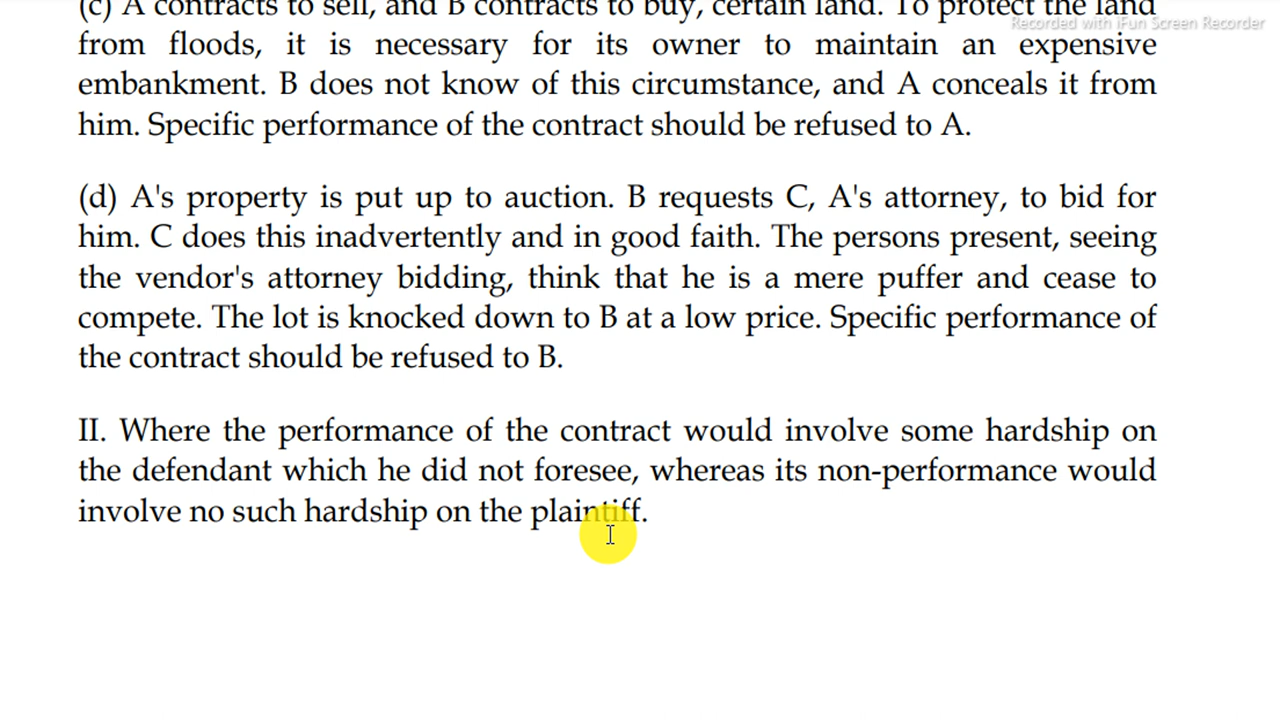 (c) A contracts to sell, and B contracts to buy, certain land. To protect the land
Recorded with iFun Screen Recorder
from floods, it is necessary for its owner to maintain an expensive
embankment. B does not know of this circumstance, and A conceals it from
him. Specific performance of the contract should be refused to A.
(d) A's property is put up to auction. B requests C, A's attorney, to bid for
him. C does this inadvertently and in good faith. The persons present, seeing
the vendor's attorney bidding, think that he is a mere puffer and cease to
compete. The lot is knocked down to B at a low price. Specific performance of
the contract should be refused to B.
II. Where the performance of the contract would involve some hardship on
the defendant which he did not foresee, whereas its non-performance would
involve no such hardship on the plaintiff.